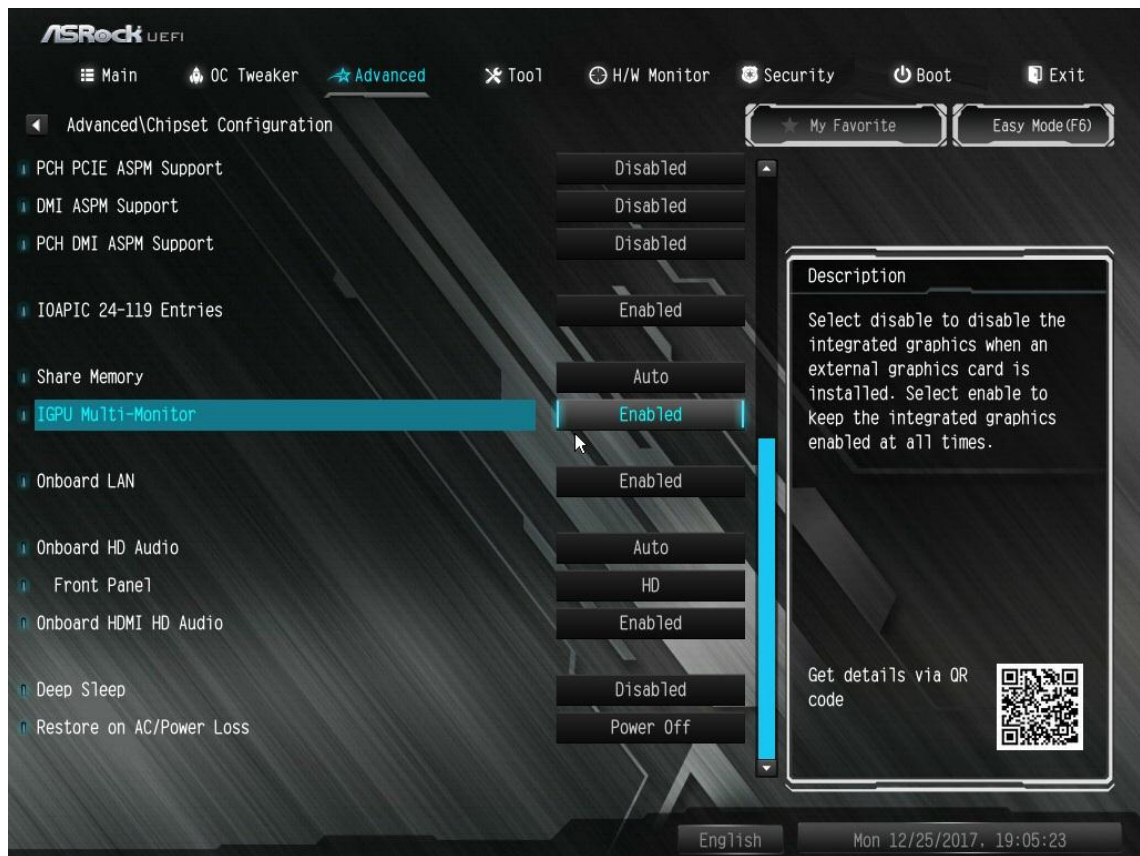 ASRock UEFI
Main OC Tweaker Advanced Tool H/W Monitor Security Boot Exit
Advanced\Chipset Configuration
My Favorite
Easy Mode(F6)
PCH PCIE ASPM Support Disabled
DMI ASPM Support Disabled
PCH DMI ASPM Support Disabled
IOAPIC 24-119 Entries Enabled
Share Memory Auto
IGPU Multi-Monitor Enabled
Onboard LAN Enabled
Onboard HD Audio Auto
Front Panel HD
Onboard HDMI HD Audio Enabled
Deep Sleep Disabled
Restore on AC/Power Loss Power Off
Description
Select disable to disable the
integrated graphics when an
external graphics card is
installed. Select enable to
keep the integrated graphics
enabled at all times.
Get details via QR
code
English
Mon 12/25/2017, 19:05:23